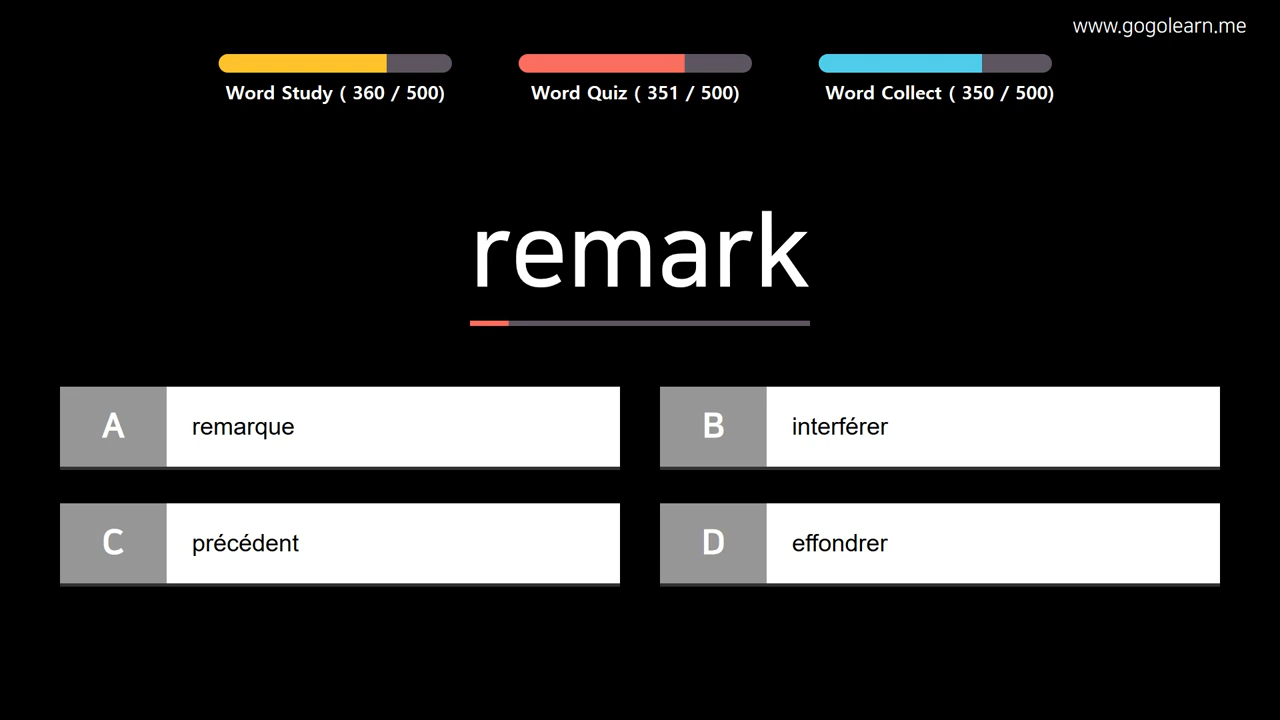 www.gogolearn.me
Word Study ( 360 / 500)
Word Quiz ( 351 / 500)
Word Collect ( 350 / 500)
remark
A remarque
B interférer
C précédent
D effondrer